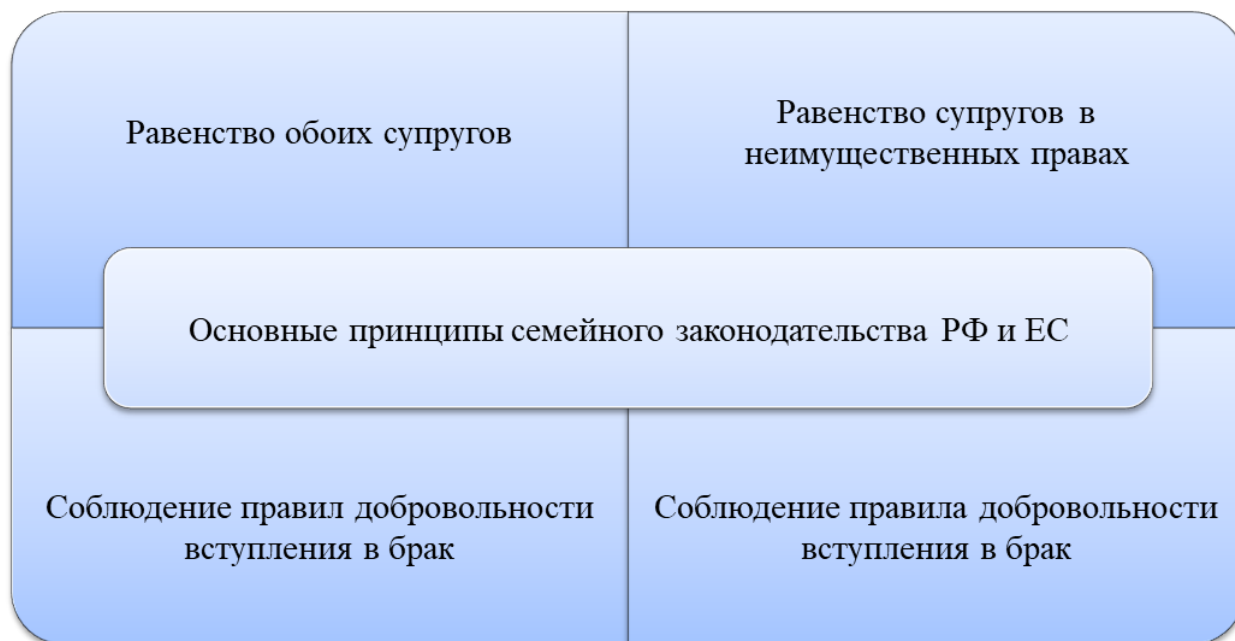 Равенство обоих супругов
Равенство супругов в
неимущественных правах
Основные принципы семейного законодательства РФ и ЕС
Соблюдение правил добровольности
вступления в брак
Соблюдение правила добровольности
вступления в брак